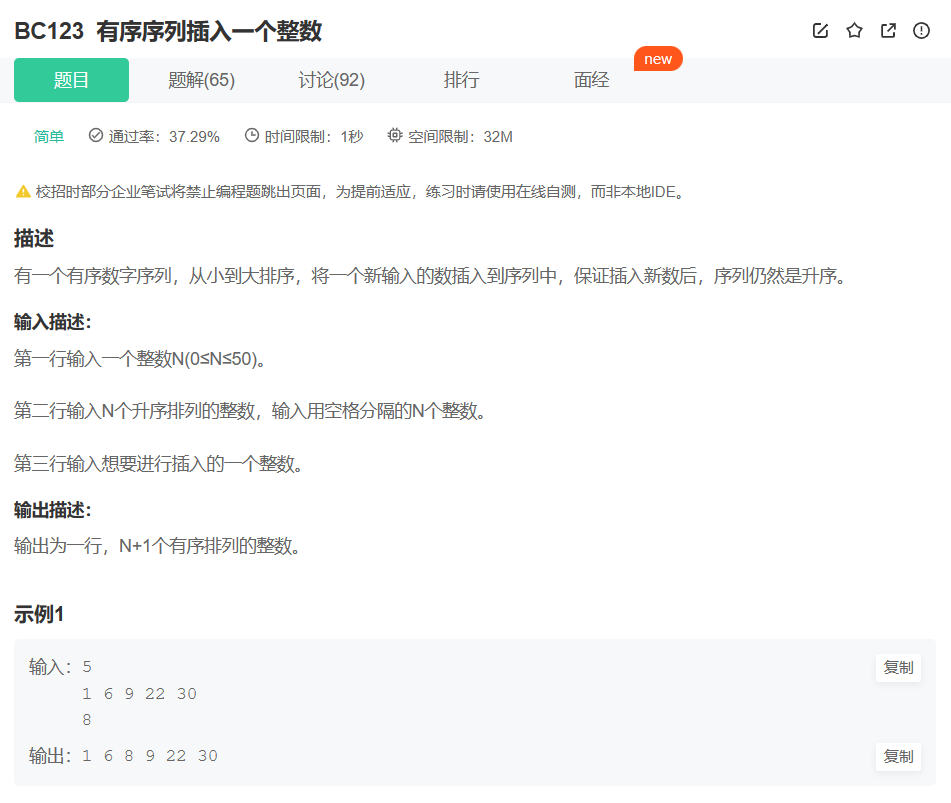 BC123 有序序列插入一个整数
题目 题解(65) 讨论(92) 排行 面经 new
简单 通过率：37.29% 时间限制：1秒 空间限制：32M
校招时部分企业笔试将禁止编程题跳出页面，为提前适应，练习时请使用在线自测，而非本地IDE。
描述
有一个有序数字序列，从小到大排序，将一个新输入的数插入到序列中，保证插入新数后，序列仍然是升序。
输入描述：
第一行输入一个整数N(0≤N≤50)。
第二行输入N个升序排列的整数，输入用空格分隔的N个整数。
第三行输入想要进行插入的一个整数。
输出描述：
输出为一行，N+1个有序排列的整数。
示例1
输入：5 复制
1 6 9 22 30
8
输出：1 6 8 9 22 30 复制